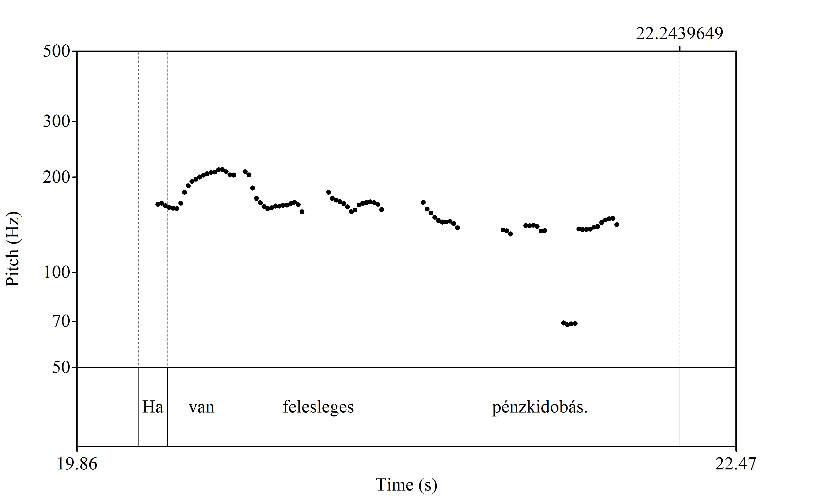 22.2439649
500
300
200
100
70
50
Pitch (Hz)
Ha van felesleges pénzkidobás.
19.86 22.47
Time (s)